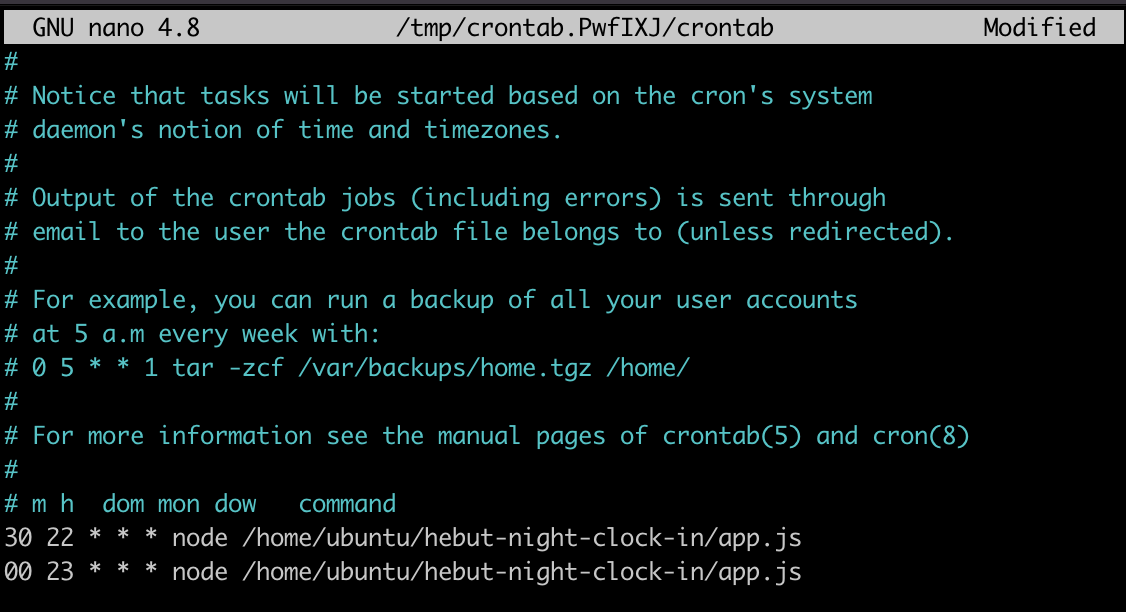 GNU nano 4.8 /tmp/crontab.PwfIXJ/crontab Modified
#
# Notice that tasks will be started based on the cron's system
# daemon's notion of time and timezones.
#
# Output of the crontab jobs (including errors) is sent through
# email to the user the crontab file belongs to (unless redirected).
#
# For example, you can run a backup of all your user accounts
# at 5 a.m every week with:
# 0 5 * * 1 tar -zcf /var/backups/home.tgz /home/
#
# For more information see the manual pages of crontab(5) and cron(8)
#
# m h  dom mon dow   command
30 22 * * * node /home/ubuntu/hebut-night-clock-in/app.js
00 23 * * * node /home/ubuntu/hebut-night-clock-in/app.js